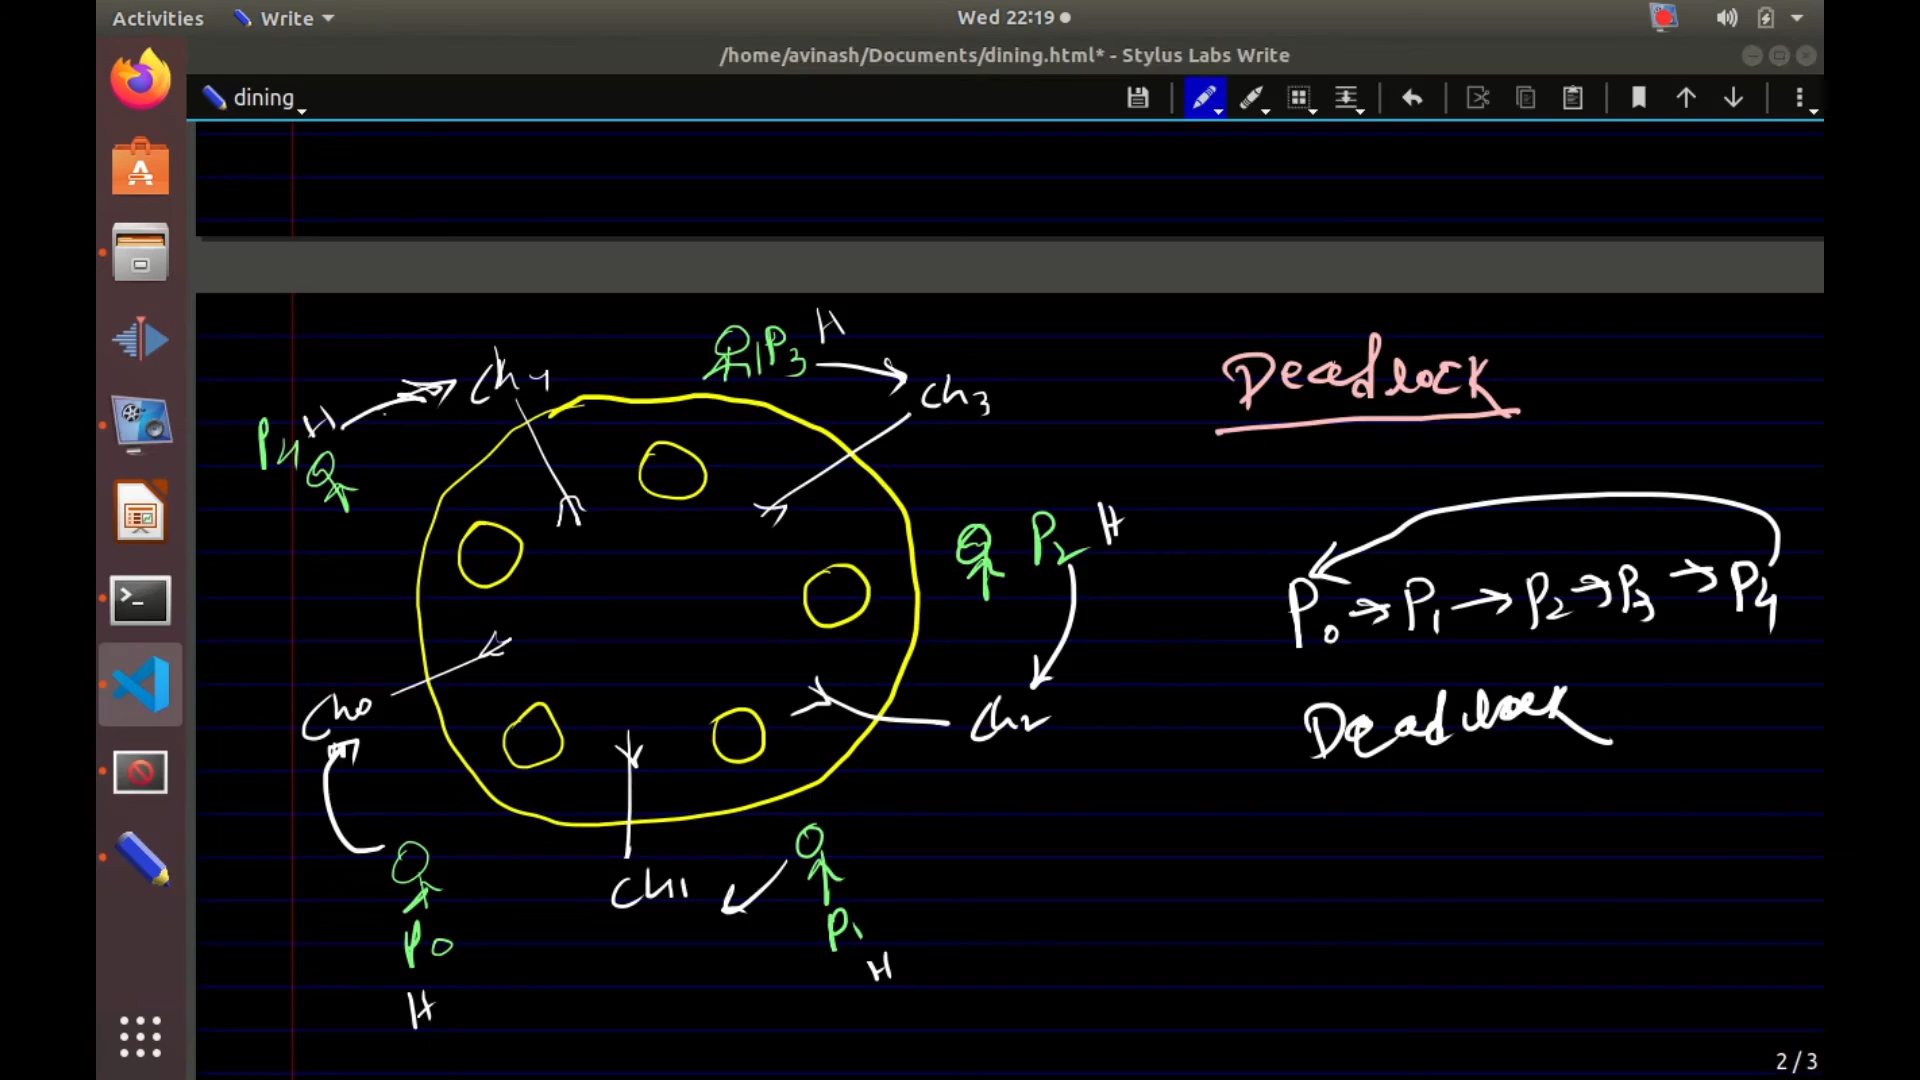 Activities Write Wed 22:19
/home/avinash/Documents/dining.html* - Stylus Labs Write
dining
H
P3
Ch4
Ch3
Deadlock
H
P4
P2 H
P0 → P1 → P2 → P3 → P4
Ch0
Ch2
Deadlock
Ch1
P1
P0
H
H
2 / 3